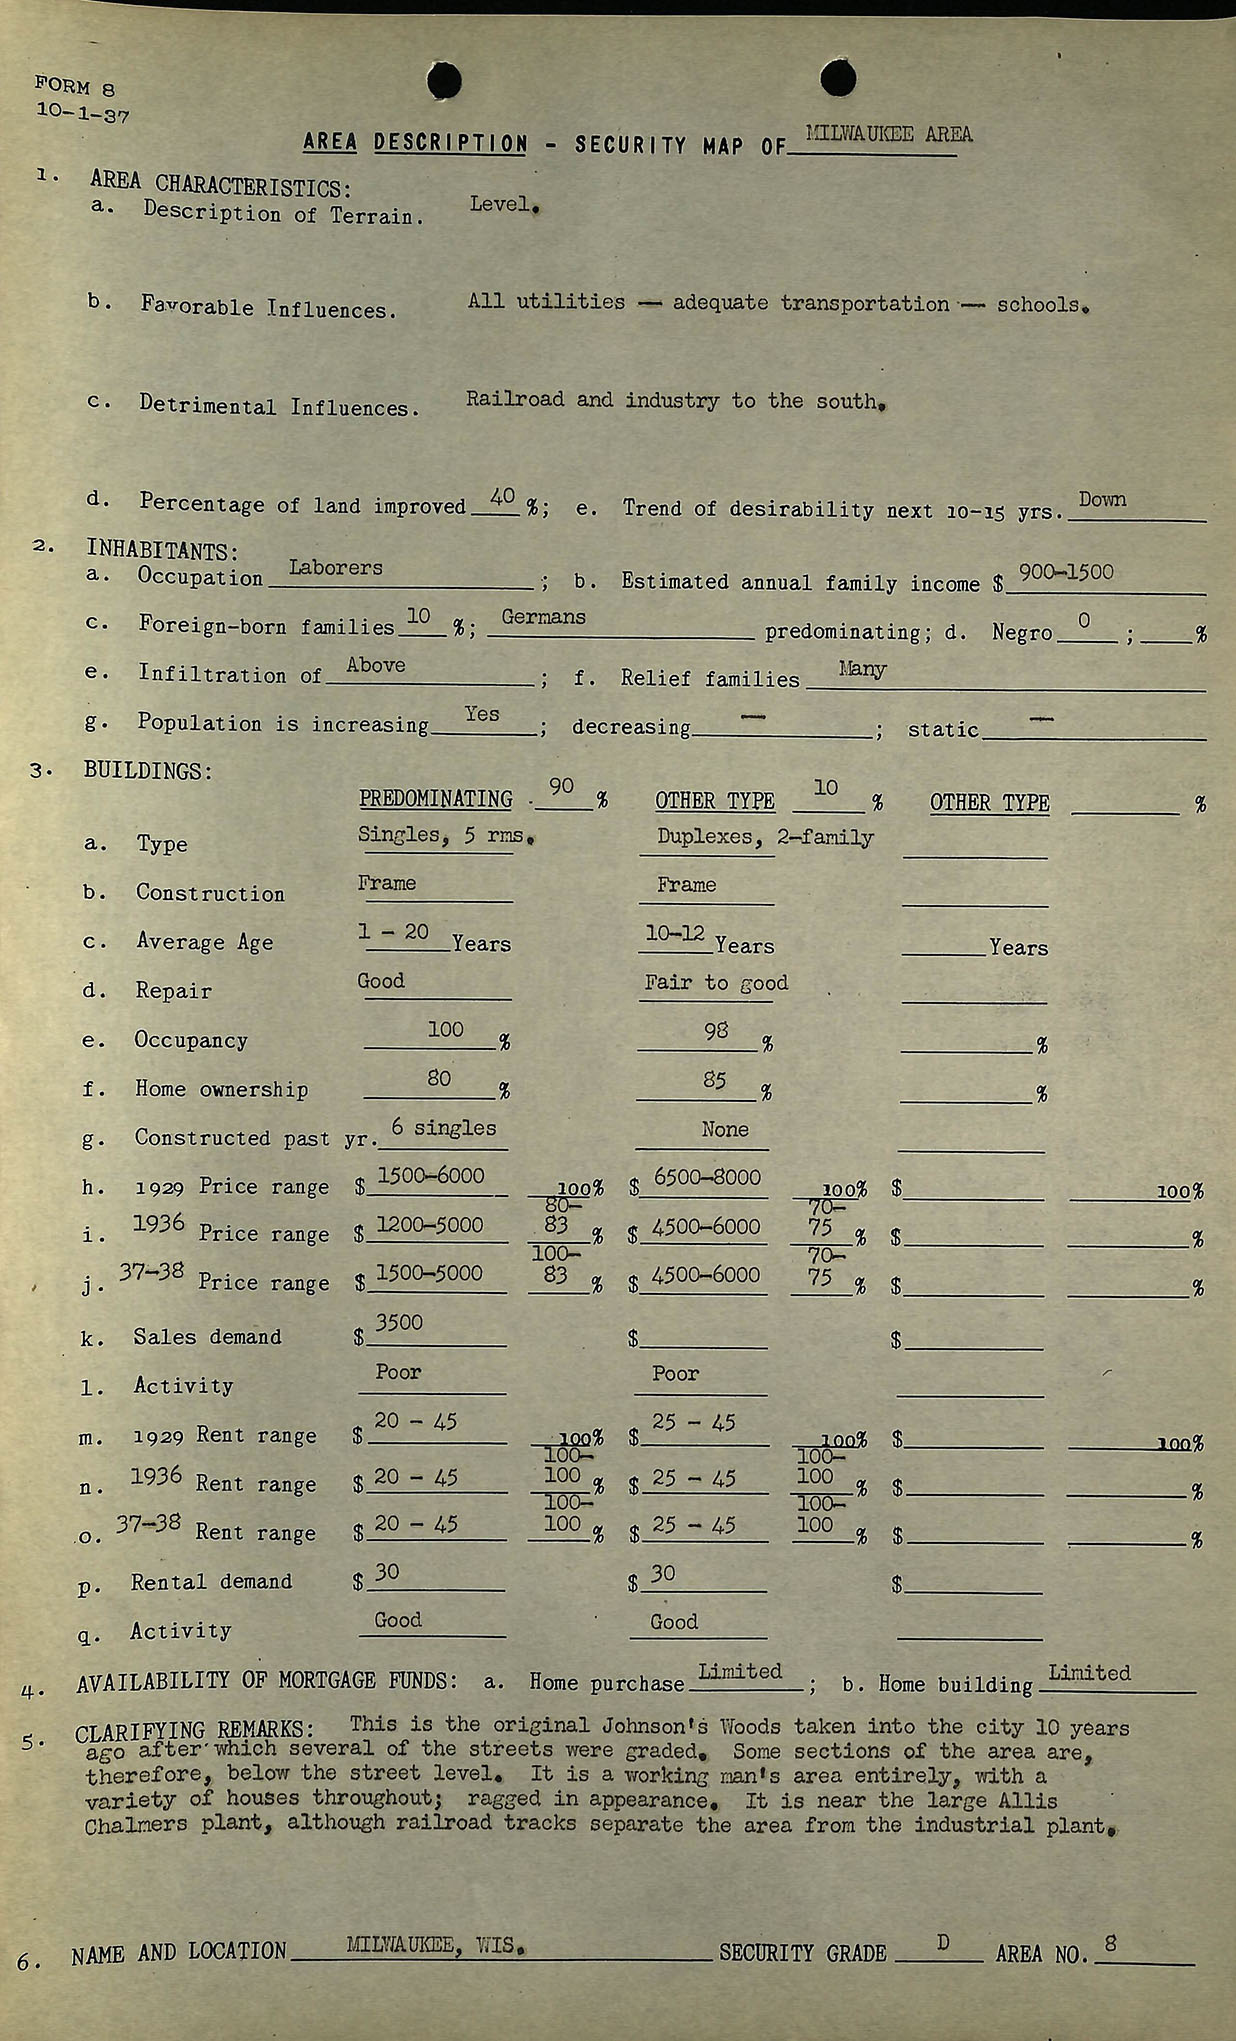 FORM 8
10-1-37
AREA DESCRIPTION - SECURITY MAP OF MILWAUKEE AREA
1. AREA CHARACTERISTICS:
a. Description of Terrain. Level.
b. Favorable Influences. All utilities — adequate transportation — schools.
c. Detrimental Influences. Railroad and industry to the south.
d. Percentage of land improved 40 %; e. Trend of desirability next 10-15 yrs. Down
2. INHABITANTS:
a. Occupation Laborers ; b. Estimated annual family income $ 900-1500
c. Foreign-born families 10 %; Germans predominating; d. Negro 0 ; %
e. Infiltration of Above ; f. Relief families Many
g. Population is increasing Yes ; decreasing — ; static —
3. BUILDINGS:
PREDOMINATING 90 % OTHER TYPE 10 % OTHER TYPE %
a. Type Singles, 5 rms. Duplexes, 2-family
b. Construction Frame Frame
c. Average Age 1 - 20 Years 10-12 Years Years
d. Repair Good Fair to good
e. Occupancy 100 % 98 % %
f. Home ownership 80 % 85 % %
g. Constructed past yr. 6 singles None
h. 1929 Price range $ 1500-6000 100% $ 6500-8000 100% $ 100%
i. 1936 Price range $ 1200-5000 80-83 % $ 4500-6000 70-75 % $ %
j. 37-38 Price range $ 1500-5000 100-83 % $ 4500-6000 70-75 % $ %
k. Sales demand $ 3500 $ $
l. Activity Poor Poor
m. 1929 Rent range $ 20 - 45 100% $ 25 - 45 100% $ 100%
n. 1936 Rent range $ 20 - 45 100-100 % $ 25 - 45 100-100 % $ %
o. 37-38 Rent range $ 20 - 45 100-100 % $ 25 - 45 100-100 % $ %
p. Rental demand $ 30 $ 30 $
q. Activity Good Good
4. AVAILABILITY OF MORTGAGE FUNDS: a. Home purchase Limited ; b. Home building Limited
5. CLARIFYING REMARKS: This is the original Johnson's Woods taken into the city 10 years
ago after which several of the streets were graded. Some sections of the area are,
therefore, below the street level. It is a working man's area entirely, with a
variety of houses throughout; ragged in appearance. It is near the large Allis
Chalmers plant, although railroad tracks separate the area from the industrial plant.
6. NAME AND LOCATION MILWAUKEE, WIS. SECURITY GRADE D AREA NO. 8